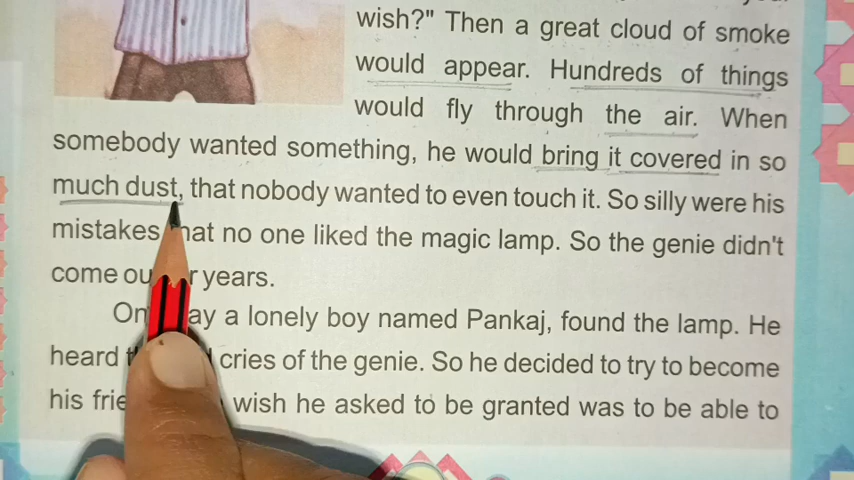 wish?" Then a great cloud of smoke
would appear. Hundreds of things
would fly through the air. When
somebody wanted something, he would bring it covered in so
much dust, that nobody wanted to even touch it. So silly were his
mistakes that no one liked the magic lamp. So the genie didn't
come r years.
ay a lonely boy named Pankaj, found the lamp. He
heard cries of the genie. So he decided to try to become
his wish he asked to be granted was to be able to